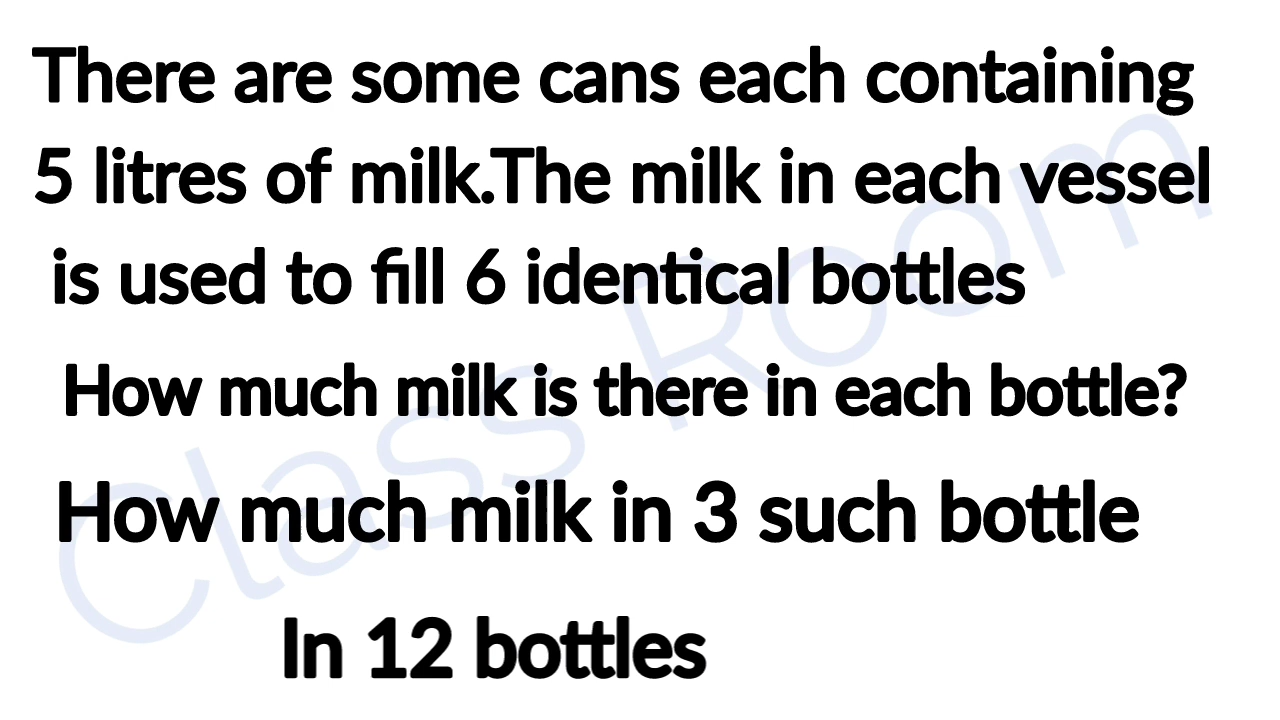 There are some cans each containing
5 litres of milk.The milk in each vessel
is used to fill 6 identical bottles
How much milk is there in each bottle?
How much milk in 3 such bottle
In 12 bottles
Class Room